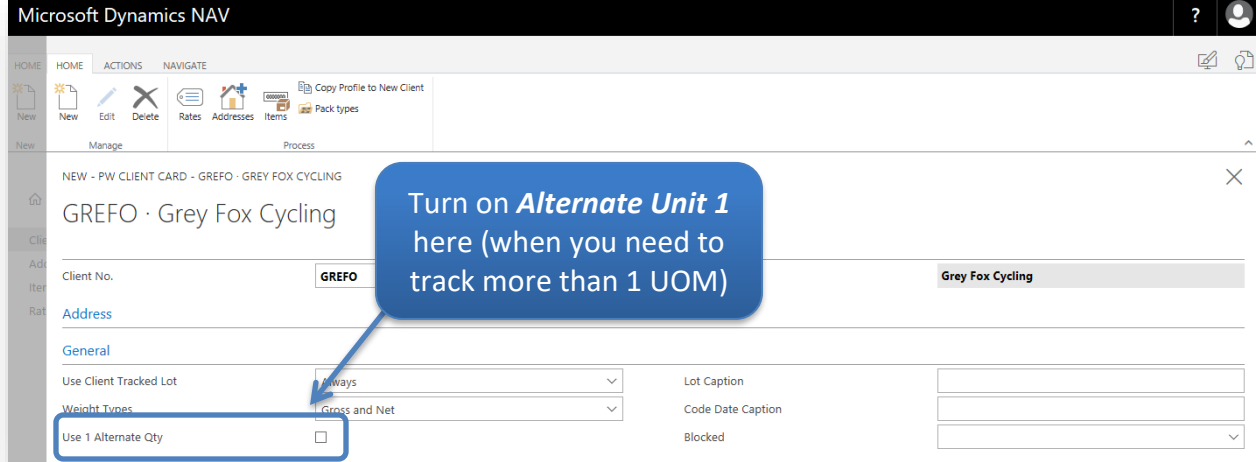 Microsoft Dynamics NAV
?
HOME HOME ACTIONS NAVIGATE
Copy Profile to New Client
Pack types
New New Edit Delete Rates Addresses Items
New Manage Process
NEW - PW CLIENT CARD - GREFO · GREY FOX CYCLING
GREFO · Grey Fox Cycling
Turn on Alternate Unit 1
here (when you need to
track more than 1 UOM)
Clie
Add
Iter
Rat
Client No. GREFO Grey Fox Cycling
Address
General
Use Client Tracked Lot Always Lot Caption
Weight Types Gross and Net Code Date Caption
Use 1 Alternate Qty Blocked